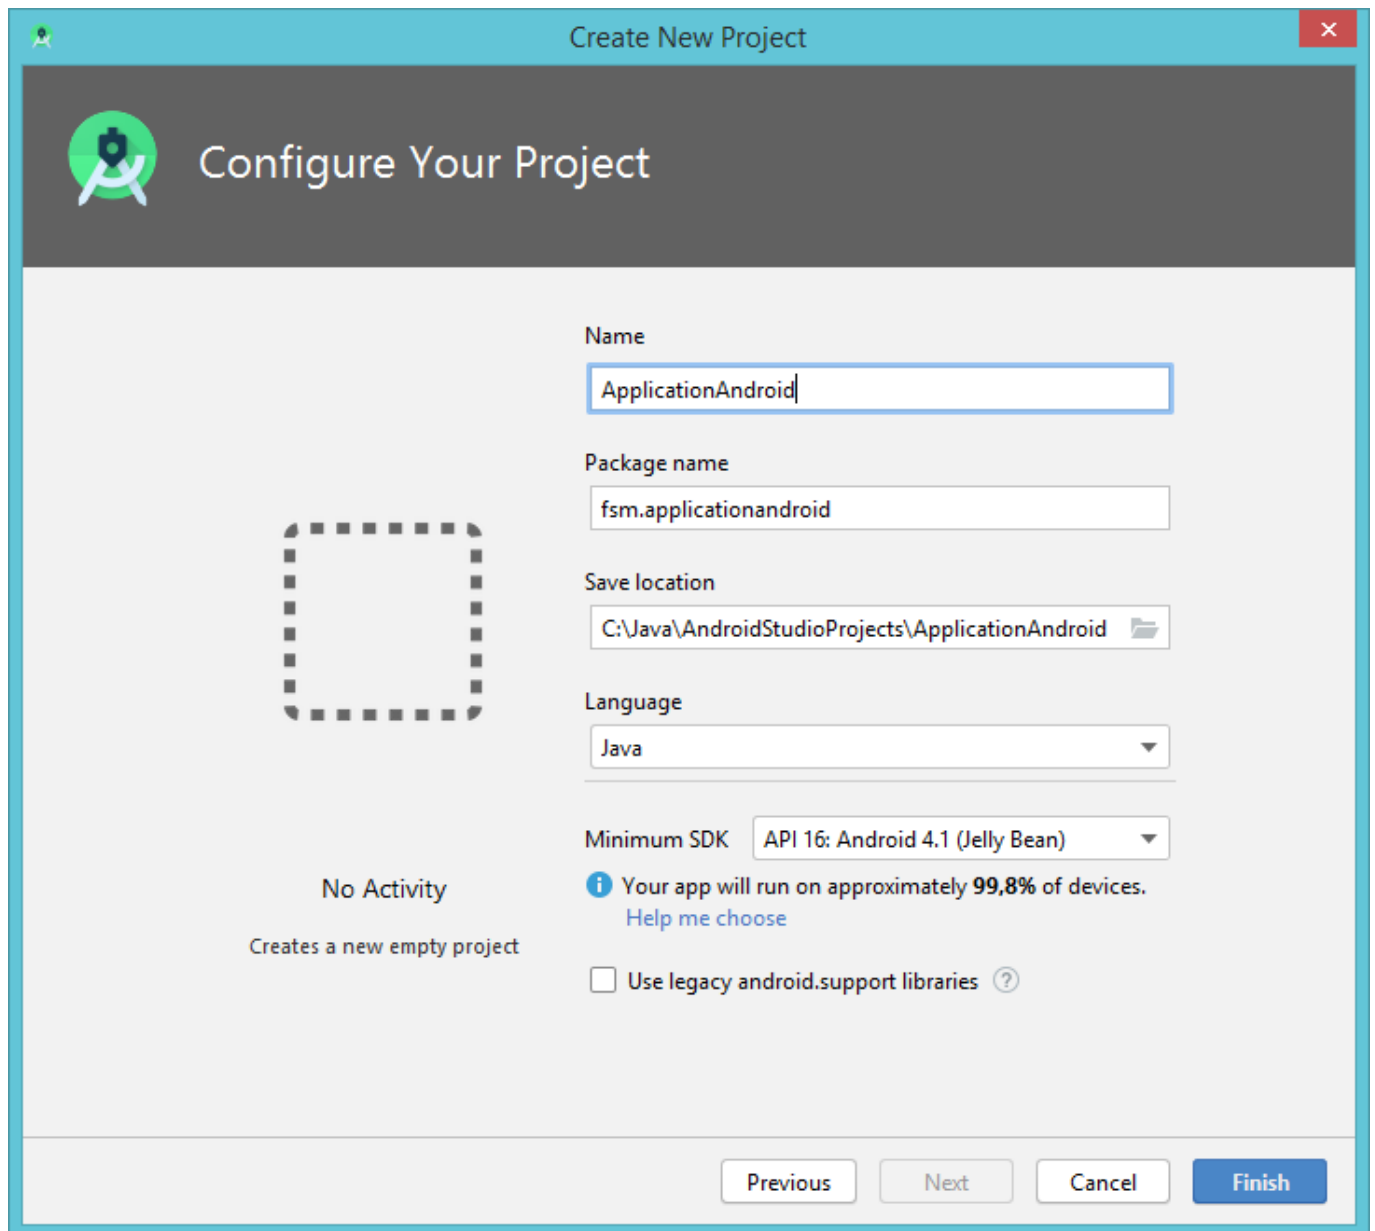 Create New Project
Configure Your Project
Name
ApplicationAndroid
Package name
fsm.applicationandroid
Save location
C:\Java\AndroidStudioProjects\ApplicationAndroid
Language
Java
Minimum SDK API 16: Android 4.1 (Jelly Bean)
No Activity
Your app will run on approximately 99,8% of devices.
Help me choose
Creates a new empty project
Use legacy android.support libraries ?
Previous Next Cancel Finish